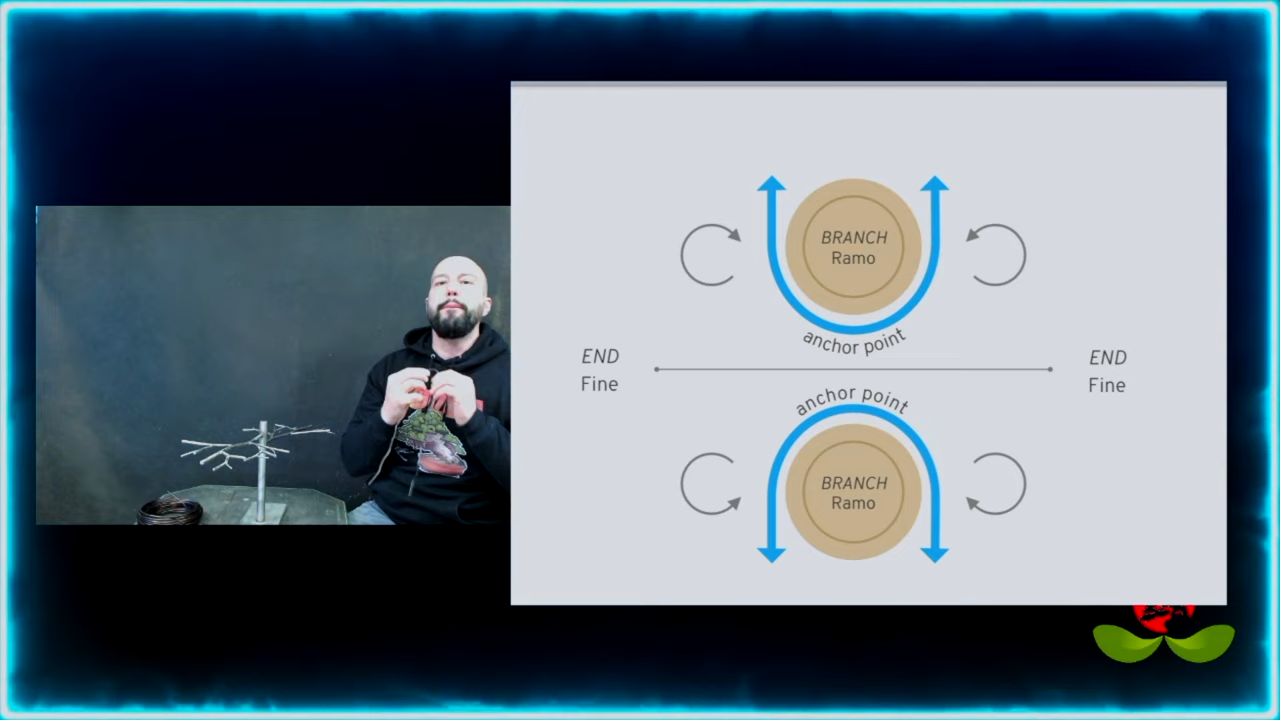 BRANCH
Ramo
anchor point
END
Fine
END
Fine
anchor point
BRANCH
Ramo